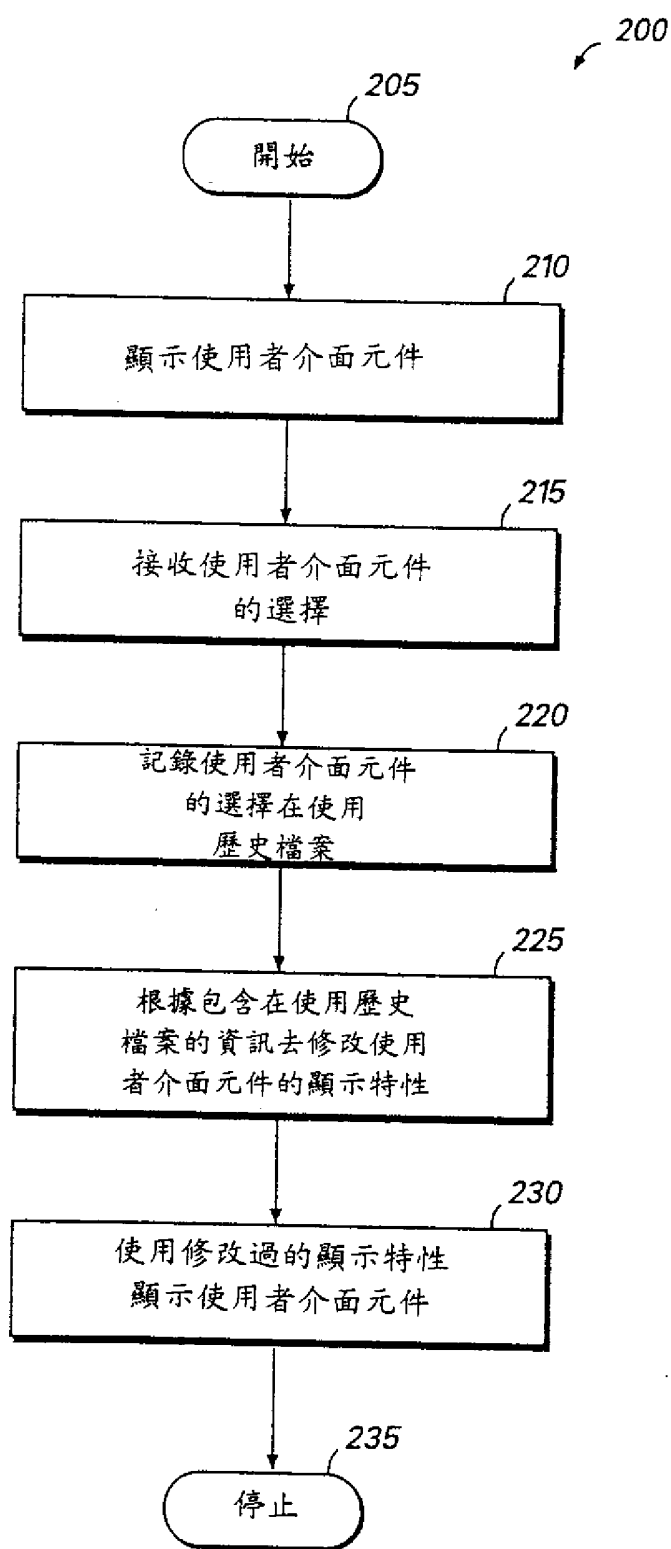 200
205
開始
210
顯示使用者介面元件
215
接收使用者介面元件
的選擇
220
記錄使用者介面元件
的選擇在使用
歷史檔案
225
根據包含在使用歷史
檔案的資訊去修改使用
者介面元件的顯示特性
230
使用修改過的顯示特性
顯示使用者介面元件
235
停止